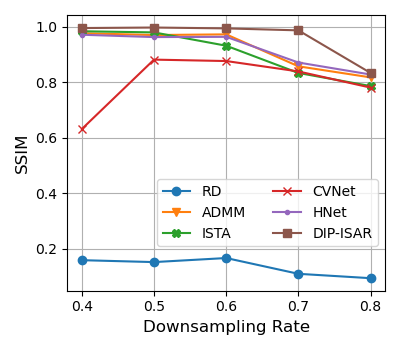 1.0
0.8
0.6
0.4
0.2
SSIM
RD
ADMM
ISTA
CVNet
HNet
DIP-ISAR
0.4 0.5 0.6 0.7 0.8
Downsampling Rate